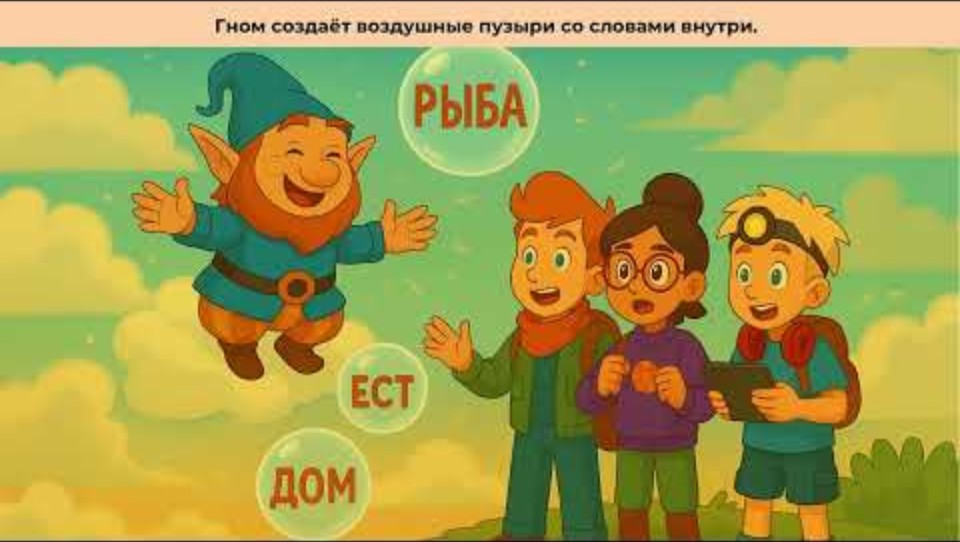 Гном создаёт воздушные пузыри со словами внутри.
РЫБА
ЕСТ
ДОМ